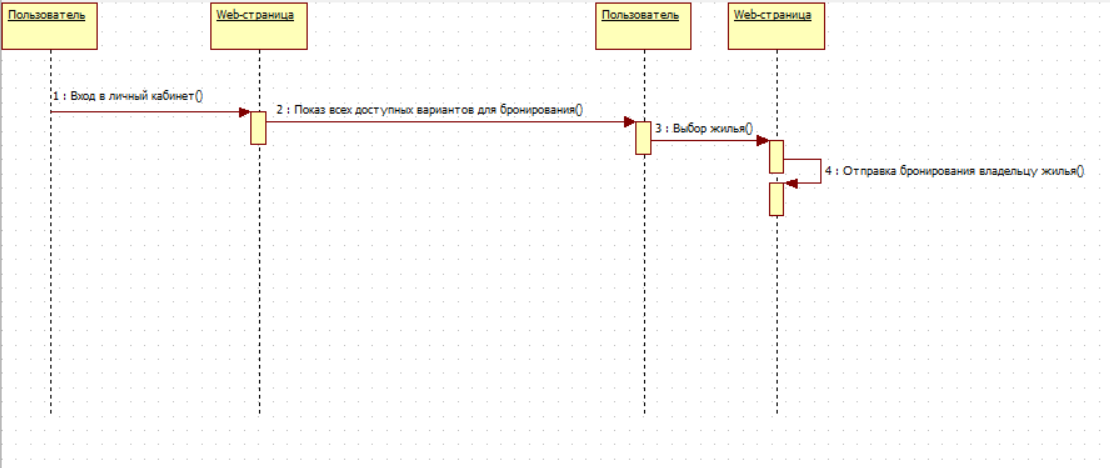 Пользователь
Web-страница
Пользователь
Web-страница
1 : Вход в личный кабинет()
2 : Показ всех доступных вариантов для бронирования()
3 : Выбор жилья()
4 : Отправка бронирования владельцу жилья()